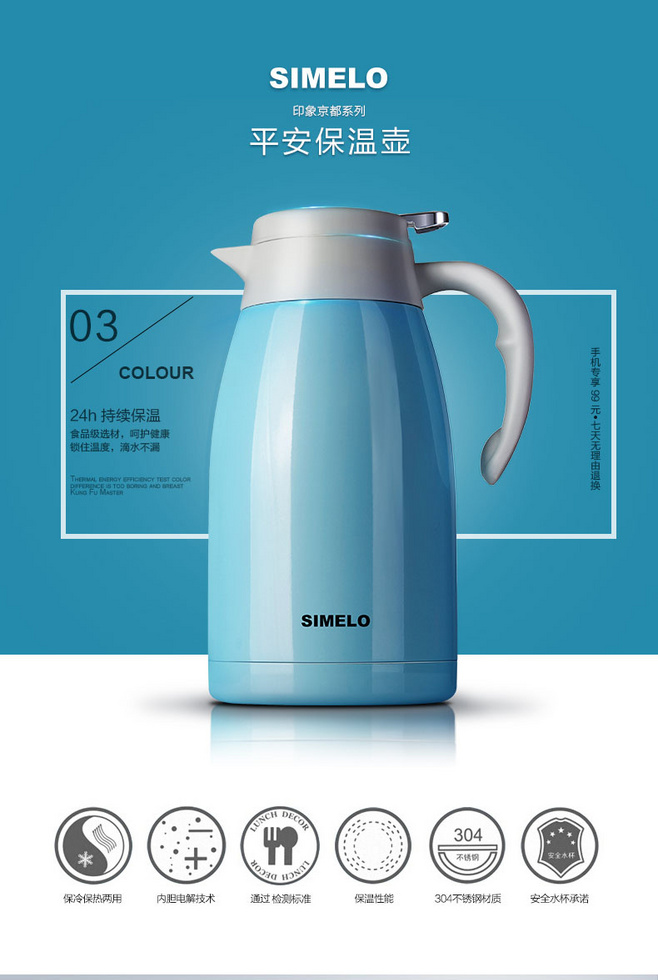 SIMELO
印象京都系列
平安保温壶
03
COLOUR
24h 持续保温
食品级选材，呵护健康
锁住温度，滴水不漏
THERMAL ENERGY EFFICIENCY TEST COLOR
DIFFERENCE IS TOO BORING AND BREAST
KUNG FU MASTER
手机专享 99 元•七天无理由退换
SIMELO
LUNCH DECOR
LUNCH DECOR
304
不锈钢
安全水杯
保冷保热两用
内胆电解技术
通过 检测标准
保温性能
304不锈钢材质
安全水杯承诺